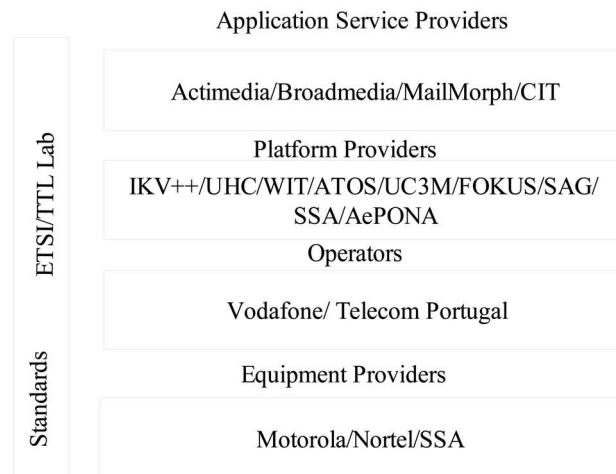 Application Service Providers
Actimedia/Broadmedia/MailMorph/CIT
Platform Providers
IKV++/UHC/WIT/ATOS/UC3M/FOKUS/SAG/
SSA/AePONA
Operators
Vodafone/ Telecom Portugal
Equipment Providers
Motorola/Nortel/SSA
Standards ETSI/TTL Lab